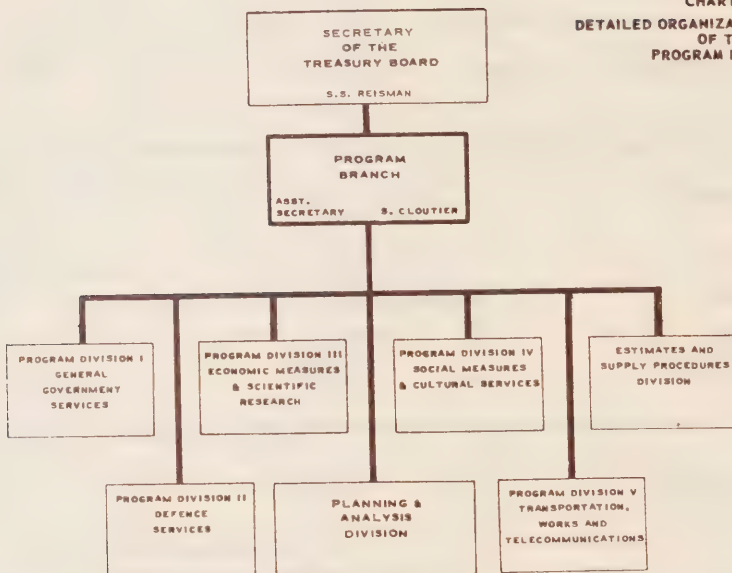 CHART
DETAILED ORGANIZA
OF T
PROGRAM
SECRETARY
OF THE
TREASURY BOARD
S.S. REISMAN
PROGRAM
BRANCH
ASST.
SECRETARY S. CLOUTIER
PROGRAM DIVISION I
GENERAL
GOVERNMENT
SERVICES
PROGRAM DIVISION III
ECONOMIC MEASURES
& SCIENTIFIC
RESEARCH
PROGRAM DIVISION IV
SOCIAL MEASURES
& CULTURAL SERVICES
ESTIMATES AND
SUPPLY PROCEDURES
DIVISION
PROGRAM DIVISION II
DEFENCE
SERVICES
PLANNING &
ANALYSIS
DIVISION
PROGRAM DIVISION V
TRANSPORTATION,
WORKS AND
TELECOMMUNICATIONS